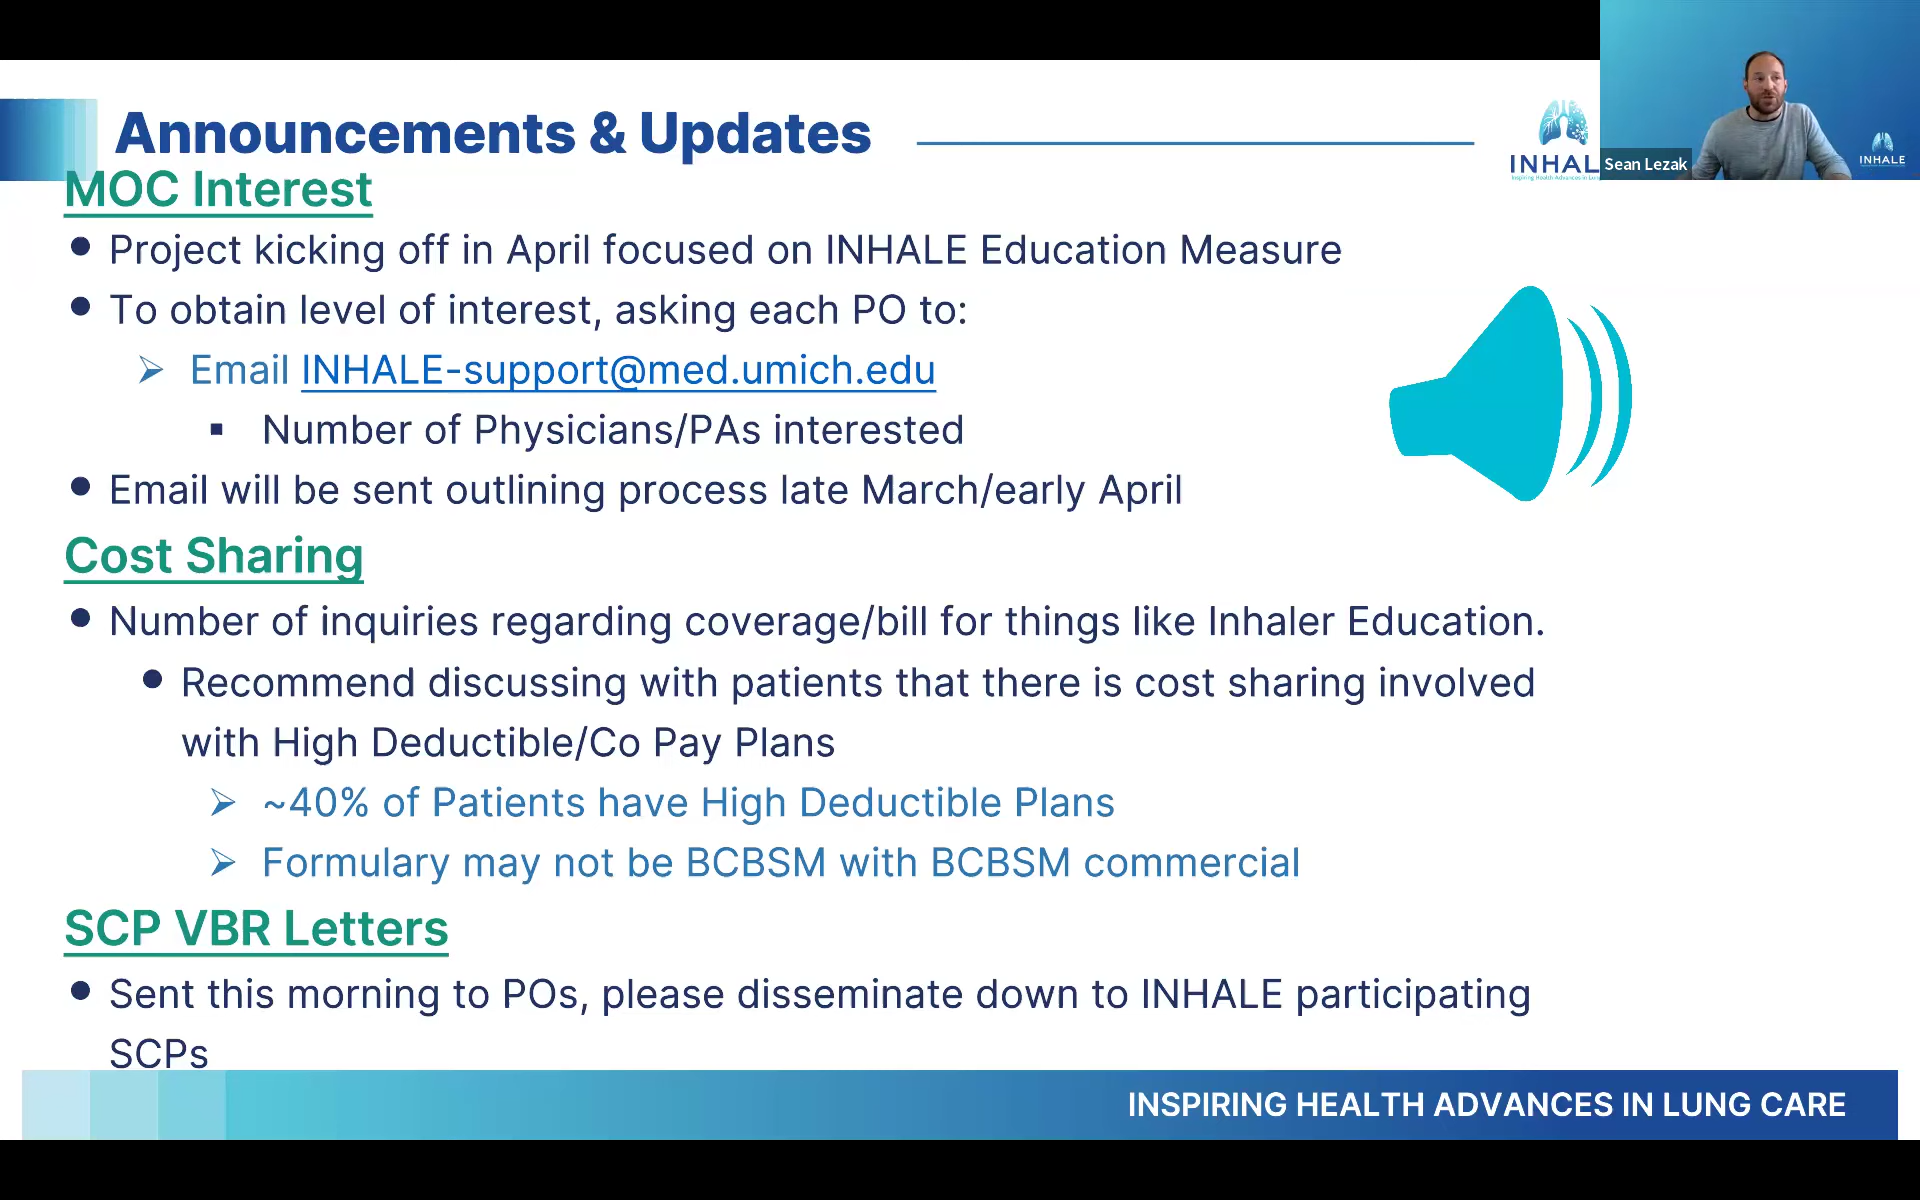 Announcements & Updates
INHAL
Inspiring Health Advances in Lun
Sean Lezak
INHALE
MOC Interest
Project kicking off in April focused on INHALE Education Measure
To obtain level of interest, asking each PO to:
Email INHALE-support@med.umich.edu
Number of Physicians/PAs interested
Email will be sent outlining process late March/early April
Cost Sharing
Number of inquiries regarding coverage/bill for things like Inhaler Education.
Recommend discussing with patients that there is cost sharing involved
with High Deductible/Co Pay Plans
~40% of Patients have High Deductible Plans
Formulary may not be BCBSM with BCBSM commercial
SCP VBR Letters
Sent this morning to POs, please disseminate down to INHALE participating
SCPs
INSPIRING HEALTH ADVANCES IN LUNG CARE